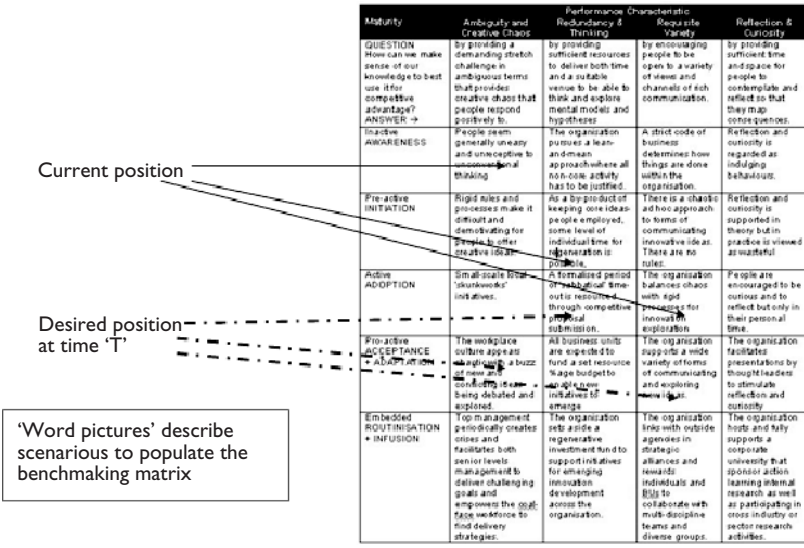 Performance Characteristic
Maturity
Ambiguity and
Creative Chaos
Redundancy &
Thinking
Requisite
Variety
Reflection &
Curiosity
QUESTION
How can we make
sense of our
knowledge to best
use it for
competitive
advantage?
ANSWER →
by providing a
demanding stretch
challenge in
ambiguous terms
that provides
creative chaos that
people respond
positively to.
by providing
sufficient resources
to deliver both time
and a suitable
venue to be able to
think and explore
mental models and
hypotheses
by encouraging
people to be
open to a variety
of views and
channels of rich
communication.
by providing
sufficient time
and space for
people to
contemplate and
reflect so that
they map
consequences.
Inactive
AWARENESS
People seem
generally uneasy
and unreceptive to
unconventional
thinking
The organisation
pursues a lean-
and-mean
approach where all
non-core activity
has to be justified.
A strict code of
business
determines how
things are done
within the
organisation.
Reflection and
curiosity is
regarded as
indulging
behaviours.
Pre-active
INITIATION
Rigid rules and
processes make it
difficult and
demotivating for
people to offer
creative ideas.
As a by-product of
keeping core ideas
people employed,
some level of
individual time for
regeneration is
possible.
There is a chaotic
ad hoc approach
to forms of
communicating
innovative ideas.
There are no
rules.
Reflection and
curiosity is
supported in
theory but in
practice is viewed
as wasteful
Active
ADOPTION
Small-scale local
'skunkworks'
initiatives.
A formalised period
of 'sabbatical' time-
out is resourced
through competitive
proposal
submission.
The organisation
balances chaos
with rigid
processes for
innovation
exploration
People are
encouraged to be
curious and to
reflect but only in
their personal
time.
Pro-active
ACCEPTANCE
+ ADAPTATION
The workplace
culture appears
chaotic with a buzz
of new and
conflicting ideas
being debated and
explored.
All business units
are expected to
fund a set resource
%age budget to
enable new
initiatives to
emerge
The organisation
supports a wide
variety of forms
of communicating
and exploring
new ideas.
The organisation
facilitates
presentations by
thought leaders
to stimulate
reflection and
curiosity
Embedded
ROUTINISATION
+ INFUSION
Top management
periodically creates
crises and
facilitates both
senior levels
management to
deliver challenging
goals and
empowers the coal-
face workforce to
find delivery
strategies.
The organisation
sets aside a
regenerative
investment fund to
support initiatives
for emerging
innovation
development
across the
organisation.
The organisation
links with outside
agencies in
strategic
alliances and
rewards
individuals and
BUs to
collaborate with
multi-discipline
teams and
diverse groups.
The organisation
hosts and fully
supports a
corporate
university that
sponsor action
learning internal
research as well
as participating in
cross industry or
sector research
activities.
Current position
Desired position
at time 'T'
'Word pictures' describe
scenarious to populate the
benchmaking matrix